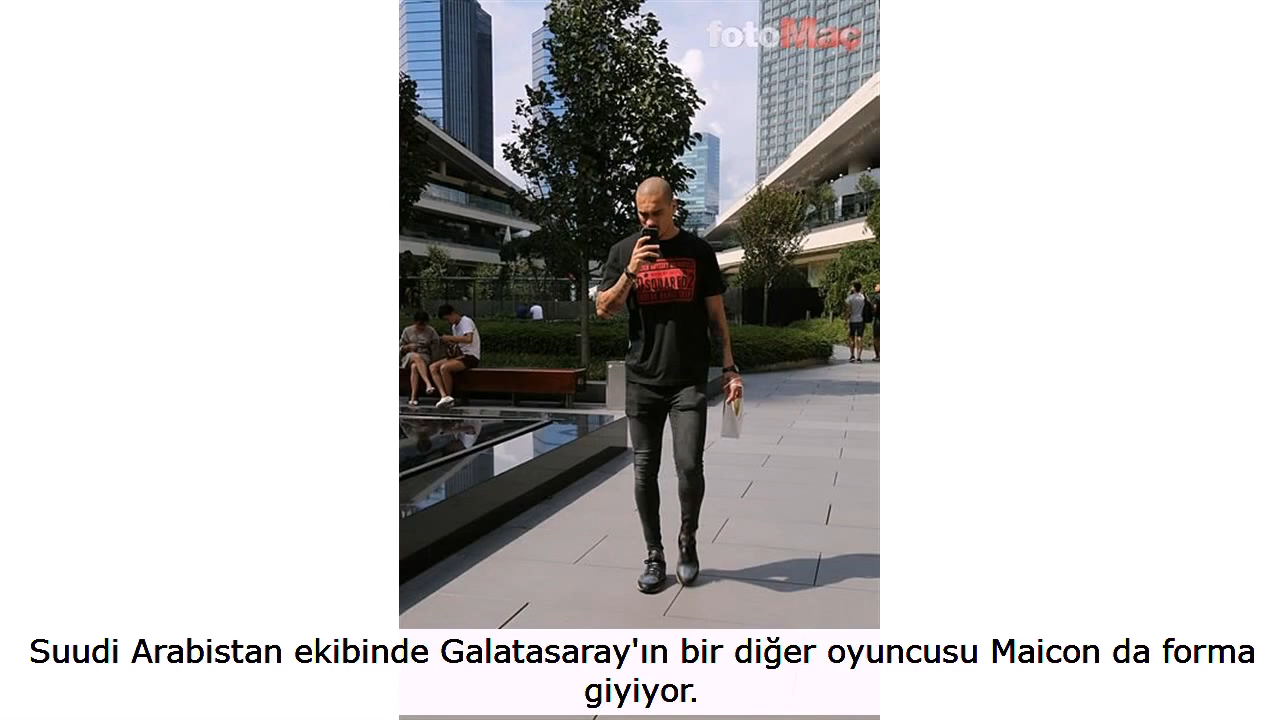 fotoMaç
Suudi Arabistan ekibinde Galatasaray'ın bir diğer oyuncusu Maicon da forma
giyiyor.